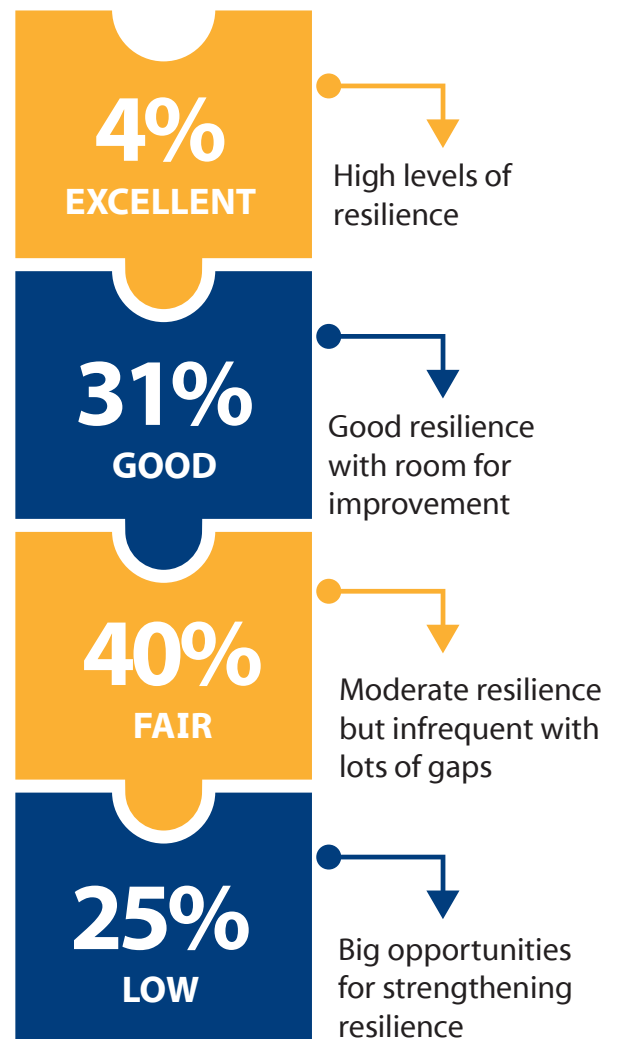 4%
EXCELLENT
High levels of
resilience
31%
GOOD
Good resilience
with room for
improvement
40%
FAIR
Moderate resilience
but infrequent with
lots of gaps
25%
LOW
Big opportunities
for strengthening
resilience